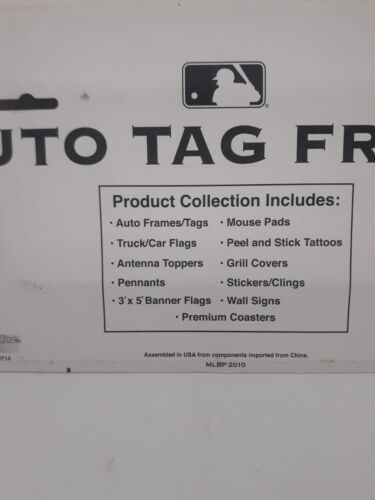 UTO TAG FR
Product Collection Includes:
· Auto Frames/Tags · Mouse Pads
· Truck/Car Flags · Peel and Stick Tattoos
· Antenna Toppers · Grill Covers
· Pennants · Stickers/Clings
· 3' x 5' Banner Flags · Wall Signs
· Premium Coasters
Inc.
0714
Assembled in USA from components imported from China.
MLBP 2010